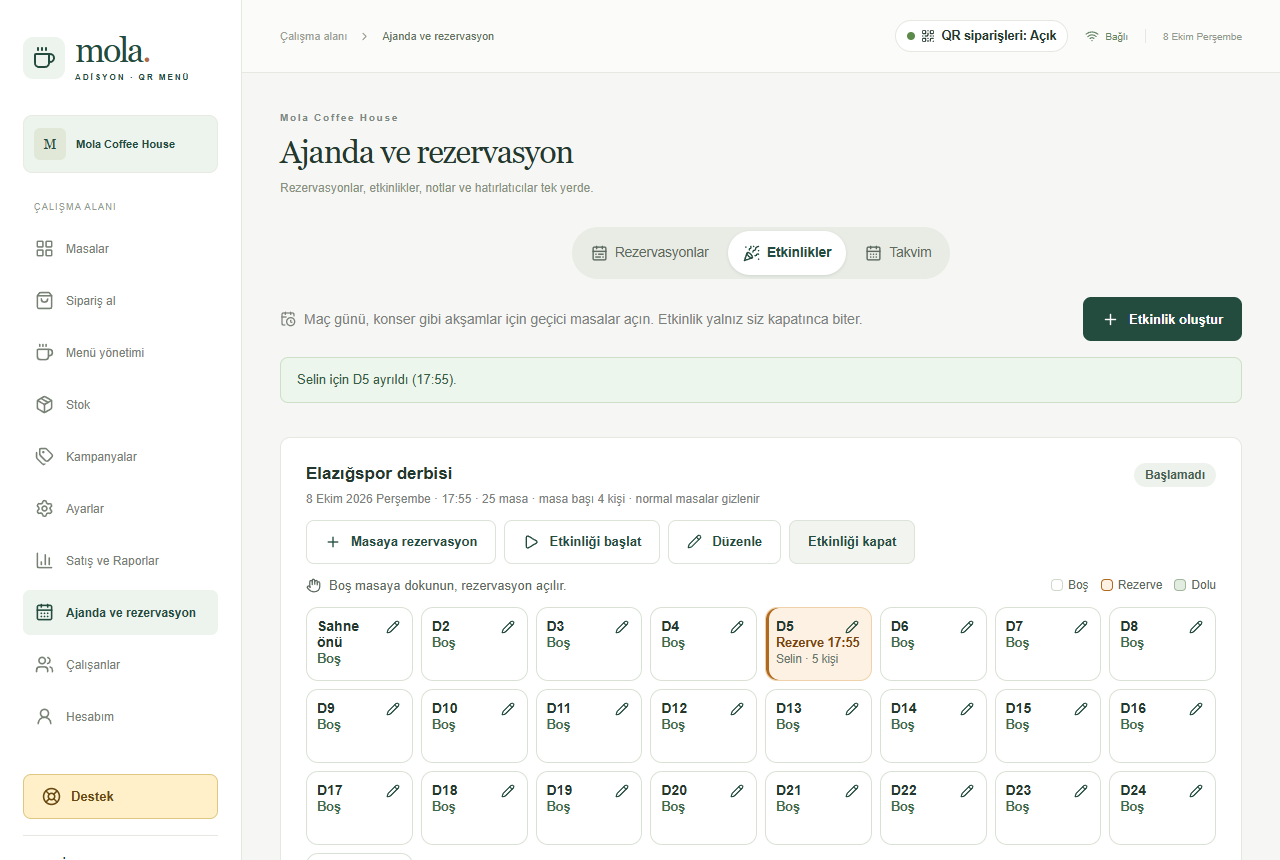 mola.
ADİSYON · QR MENÜ
M Mola Coffee House
ÇALIŞMA ALANI
Masalar
Sipariş al
Menü yönetimi
Stok
Kampanyalar
Ayarlar
Satış ve Raporlar
Ajanda ve rezervasyon
Çalışanlar
Hesabım
Destek
Çalışma alanı > Ajanda ve rezervasyon
QR siparişleri: Açık
Bağlı
8 Ekim Perşembe
Mola Coffee House
Ajanda ve rezervasyon
Rezervasyonlar, etkinlikler, notlar ve hatırlatıcılar tek yerde.
Rezervasyonlar Etkinlikler Takvim
Maç günü, konser gibi akşamlar için geçici masalar açın. Etkinlik yalnız siz kapatınca biter.
+ Etkinlik oluştur
Selin için D5 ayrıldı (17:55).
Elazığspor derbisi
Başlamadı
8 Ekim 2026 Perşembe · 17:55 · 25 masa · masa başı 4 kişi · normal masalar gizlenir
+ Masaya rezervasyon Etkinliği başlat Düzenle Etkinliği kapat
Boş masaya dokunun, rezervasyon açılır.
Boş Rezerve Dolu
Sahne önü
Boş
D2
Boş
D3
Boş
D4
Boş
D5
Rezerve 17:55
Selin · 5 kişi
D6
Boş
D7
Boş
D8
Boş
D9
Boş
D10
Boş
D11
Boş
D12
Boş
D13
Boş
D14
Boş
D15
Boş
D16
Boş
D17
Boş
D18
Boş
D19
Boş
D20
Boş
D21
Boş
D22
Boş
D23
Boş
D24
Boş